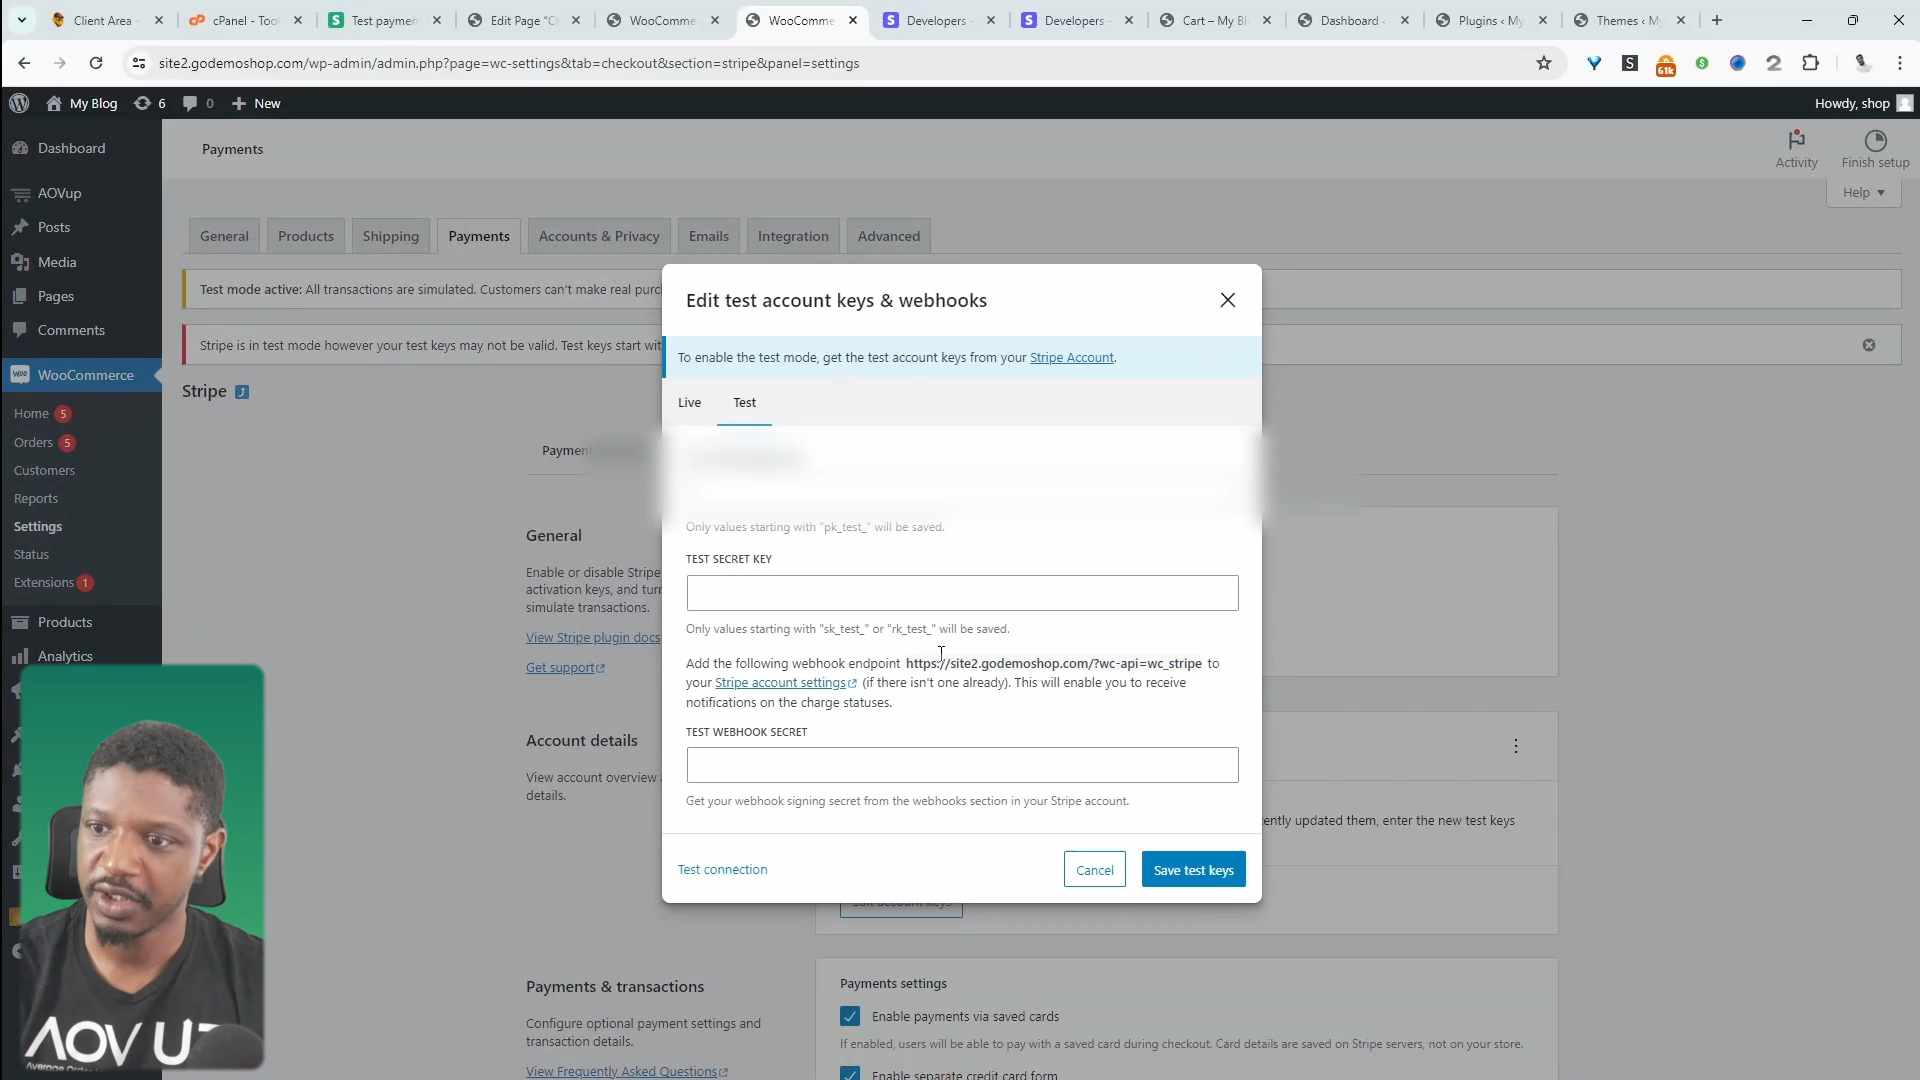 Client Area -
cPanel - Too
Test paymen
Edit Page "C
WooComme
WooComme
Developers -
Developers -
Cart – My Bl
Dashboard ‹
Plugins ‹ My
Themes ‹ M
site2.godemoshop.com/wp-admin/admin.php?page=wc-settings&tab=checkout&section=stripe&panel=settings
61k
My Blog
6
0
New
Howdy, shop
Dashboard
AOVup
Posts
Media
Pages
Comments
WooCommerce
Home 5
Orders 5
Customers
Reports
Settings
Status
Extensions 1
Products
Analytics
Payments
Activity
Finish setup
Help
General
Products
Shipping
Payments
Accounts & Privacy
Emails
Integration
Advanced
Test mode active: All transactions are simulated. Customers can't make real purc
Stripe is in test mode however your test keys may not be valid. Test keys start wit
Stripe
Paymen
General
Enable or disable Stripe
activation keys, and turn
simulate transactions.
View Stripe plugin docs
Get support
Account details
View account overview a
details.
Payments & transactions
Configure optional payment settings and
transaction details.
View Frequently Asked Questions
Edit test account keys & webhooks
To enable the test mode, get the test account keys from your Stripe Account.
Live
Test
Only values starting with "pk_test_" will be saved.
TEST SECRET KEY
Only values starting with "sk_test_" or "rk_test_" will be saved.
Add the following webhook endpoint https://site2.godemoshop.com/?wc-api=wc_stripe to
your Stripe account settings (if there isn't one already). This will enable you to receive
notifications on the charge statuses.
TEST WEBHOOK SECRET
Get your webhook signing secret from the webhooks section in your Stripe account.
Test connection
Cancel
Save test keys
ently updated them, enter the new test keys
Edit account keys
Payments settings
Enable payments via saved cards
If enabled, users will be able to pay with a saved card during checkout. Card details are saved on Stripe servers, not on your store.
Enable separate credit card form
AOV U